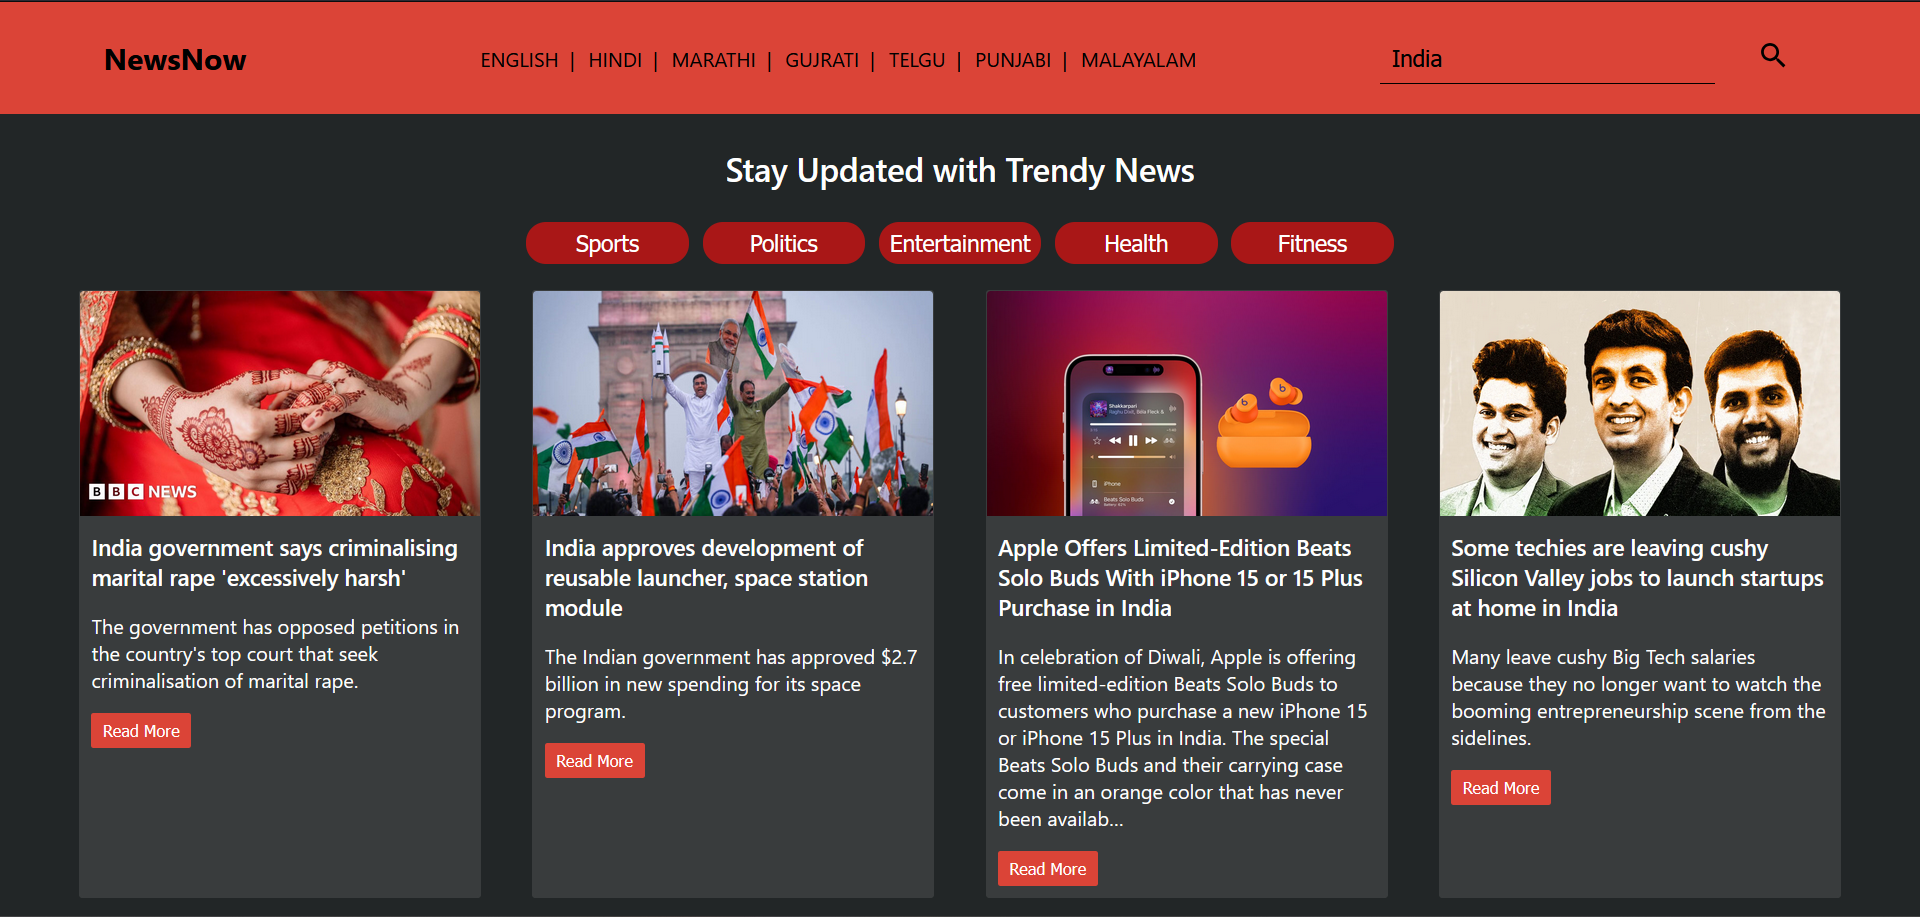 NewsNow
ENGLISH | HINDI | MARATHI | GUJRATI | TELGU | PUNJABI | MALAYALAM
India
Stay Updated with Trendy News
Sports
Politics
Entertainment
Health
Fitness
BBC NEWS
India government says criminalising
marital rape 'excessively harsh'
The government has opposed petitions in
the country's top court that seek
criminalisation of marital rape.
Read More
India approves development of
reusable launcher, space station
module
The Indian government has approved $2.7
billion in new spending for its space
program.
Read More
Shakkarpari
iPhone
Beats Solo Buds
Apple Offers Limited-Edition Beats
Solo Buds With iPhone 15 or 15 Plus
Purchase in India
In celebration of Diwali, Apple is offering
free limited-edition Beats Solo Buds to
customers who purchase a new iPhone 15
or iPhone 15 Plus in India. The special
Beats Solo Buds and their carrying case
come in an orange color that has never
been availab...
Read More
Some techies are leaving cushy
Silicon Valley jobs to launch startups
at home in India
Many leave cushy Big Tech salaries
because they no longer want to watch the
booming entrepreneurship scene from the
sidelines.
Read More